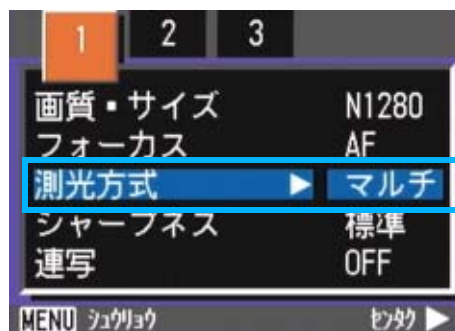 1 2 3
画質・サイズ N1280
フォーカス AF
測光方式 ▶ マルチ
シャープネス 標準
連写 OFF
MENU ｼｭｳﾘｮｳ ｾﾝﾀｸ ▶